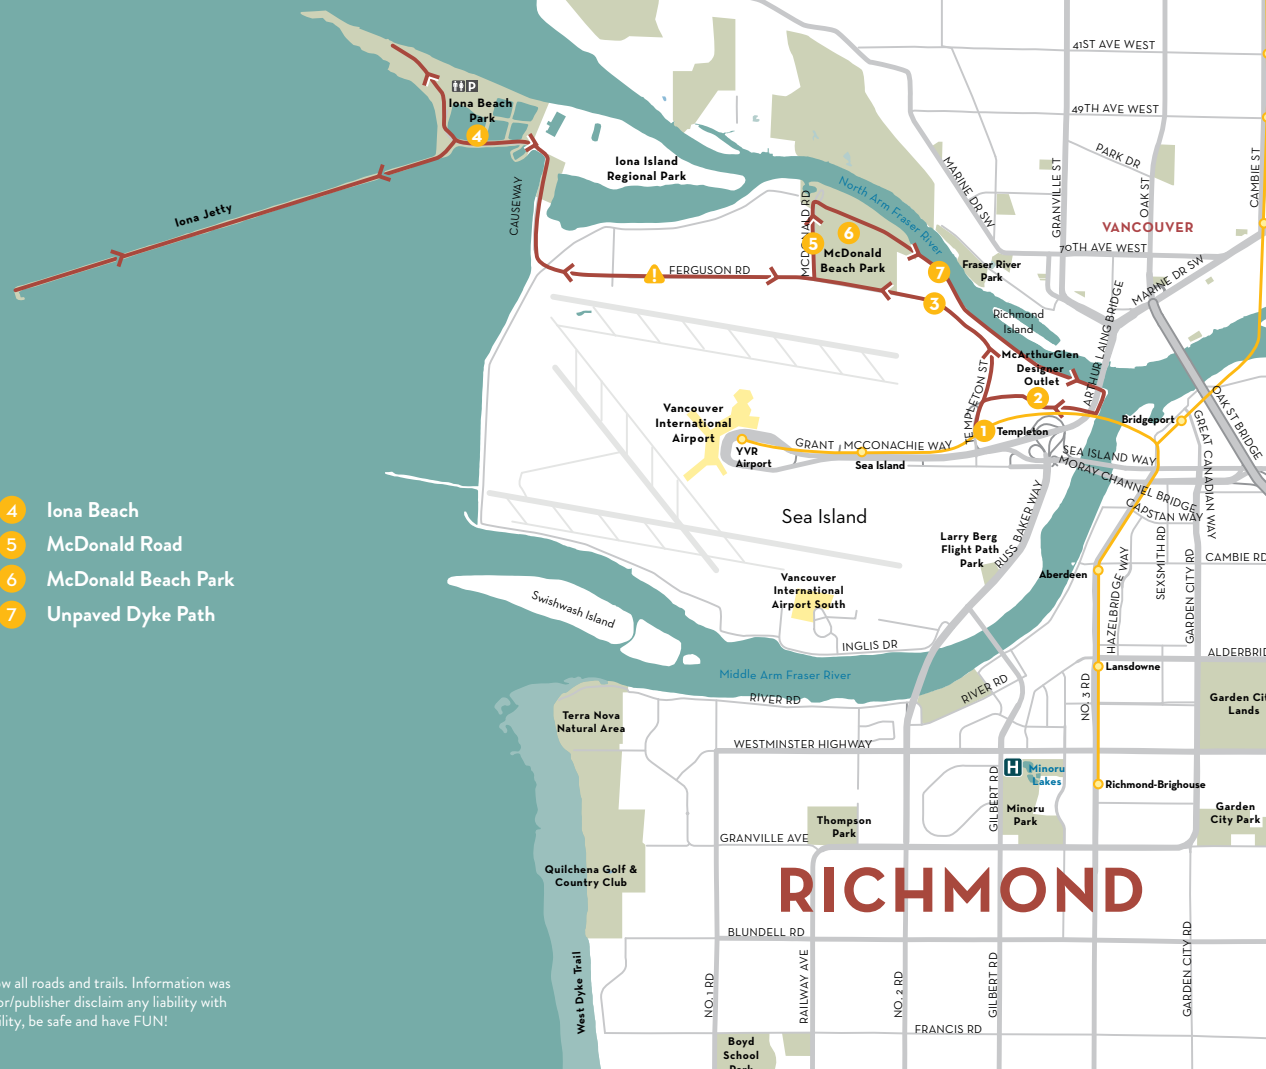 41ST AVE WEST
49TH AVE WEST
PARK DR
MARINE DR SW
GRANVILLE ST
OAK ST
CAMBIE ST
VANCOUVER
70TH AVE WEST
MARINE DR SW
P
Iona Beach
Park
4
Iona Island
Regional Park
Iona Jetty
CAUSEWAY
North Arm Fraser River
MCDONALD RD
5
6
McDonald
Beach Park
7
3
! FERGUSON RD
Fraser River
Park
Richmond
Island
ARTHUR LAING BRIDGE
McArthurGlen
Designer
Outlet
2
TEMPLETON ST
1 Templeton
Bridgeport
OAK ST BRIDGE
GREAT CANADIAN WAY
Vancouver
International
Airport
YVR
Airport
GRANT MCCONACHIE WAY
Sea Island
SEA ISLAND WAY
MORAY CHANNEL BRIDGE
CAPSTAN WAY
Sea Island
RUSS BAKER WAY
Larry Berg
Flight Path
Park
Aberdeen
HAZELBRIDGE WAY
SEXSMITH RD
GARDEN CITY RD
CAMBIE RD
4 Iona Beach
5 McDonald Road
6 McDonald Beach Park
7 Unpaved Dyke Path
Vancouver
International
Airport South
Swishwash Island
INGLIS DR
Middle Arm Fraser River
RIVER RD
RIVER RD
Lansdowne
NO. 3 RD
ALDERBRID
Garden Cit
Lands
Terra Nova
Natural Area
WESTMINSTER HIGHWAY
H
Minoru
Lakes
Minoru
Park
GILBERT RD
Richmond-Brighouse
Garden
City Park
Thompson
Park
GRANVILLE AVE
Quilchena Golf &
Country Club
RICHMOND
BLUNDELL RD
West Dyke Trail
NO. 1 RD
RAILWAY AVE
NO. 2 RD
GILBERT RD
GARDEN CITY RD
FRANCIS RD
Boyd
School
Park
ow all roads and trails. Information was
or/publisher disclaim any liability with
ility, be safe and have FUN!